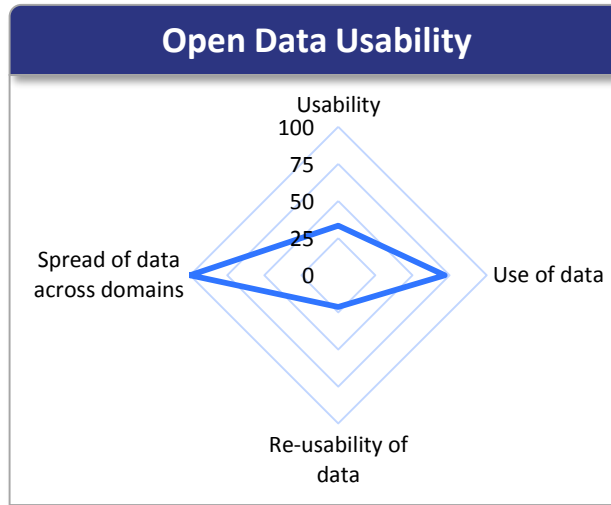 Open Data Usability
Usability
100
75
50
25
0
Spread of data
across domains
Use of data
Re-usability of
data